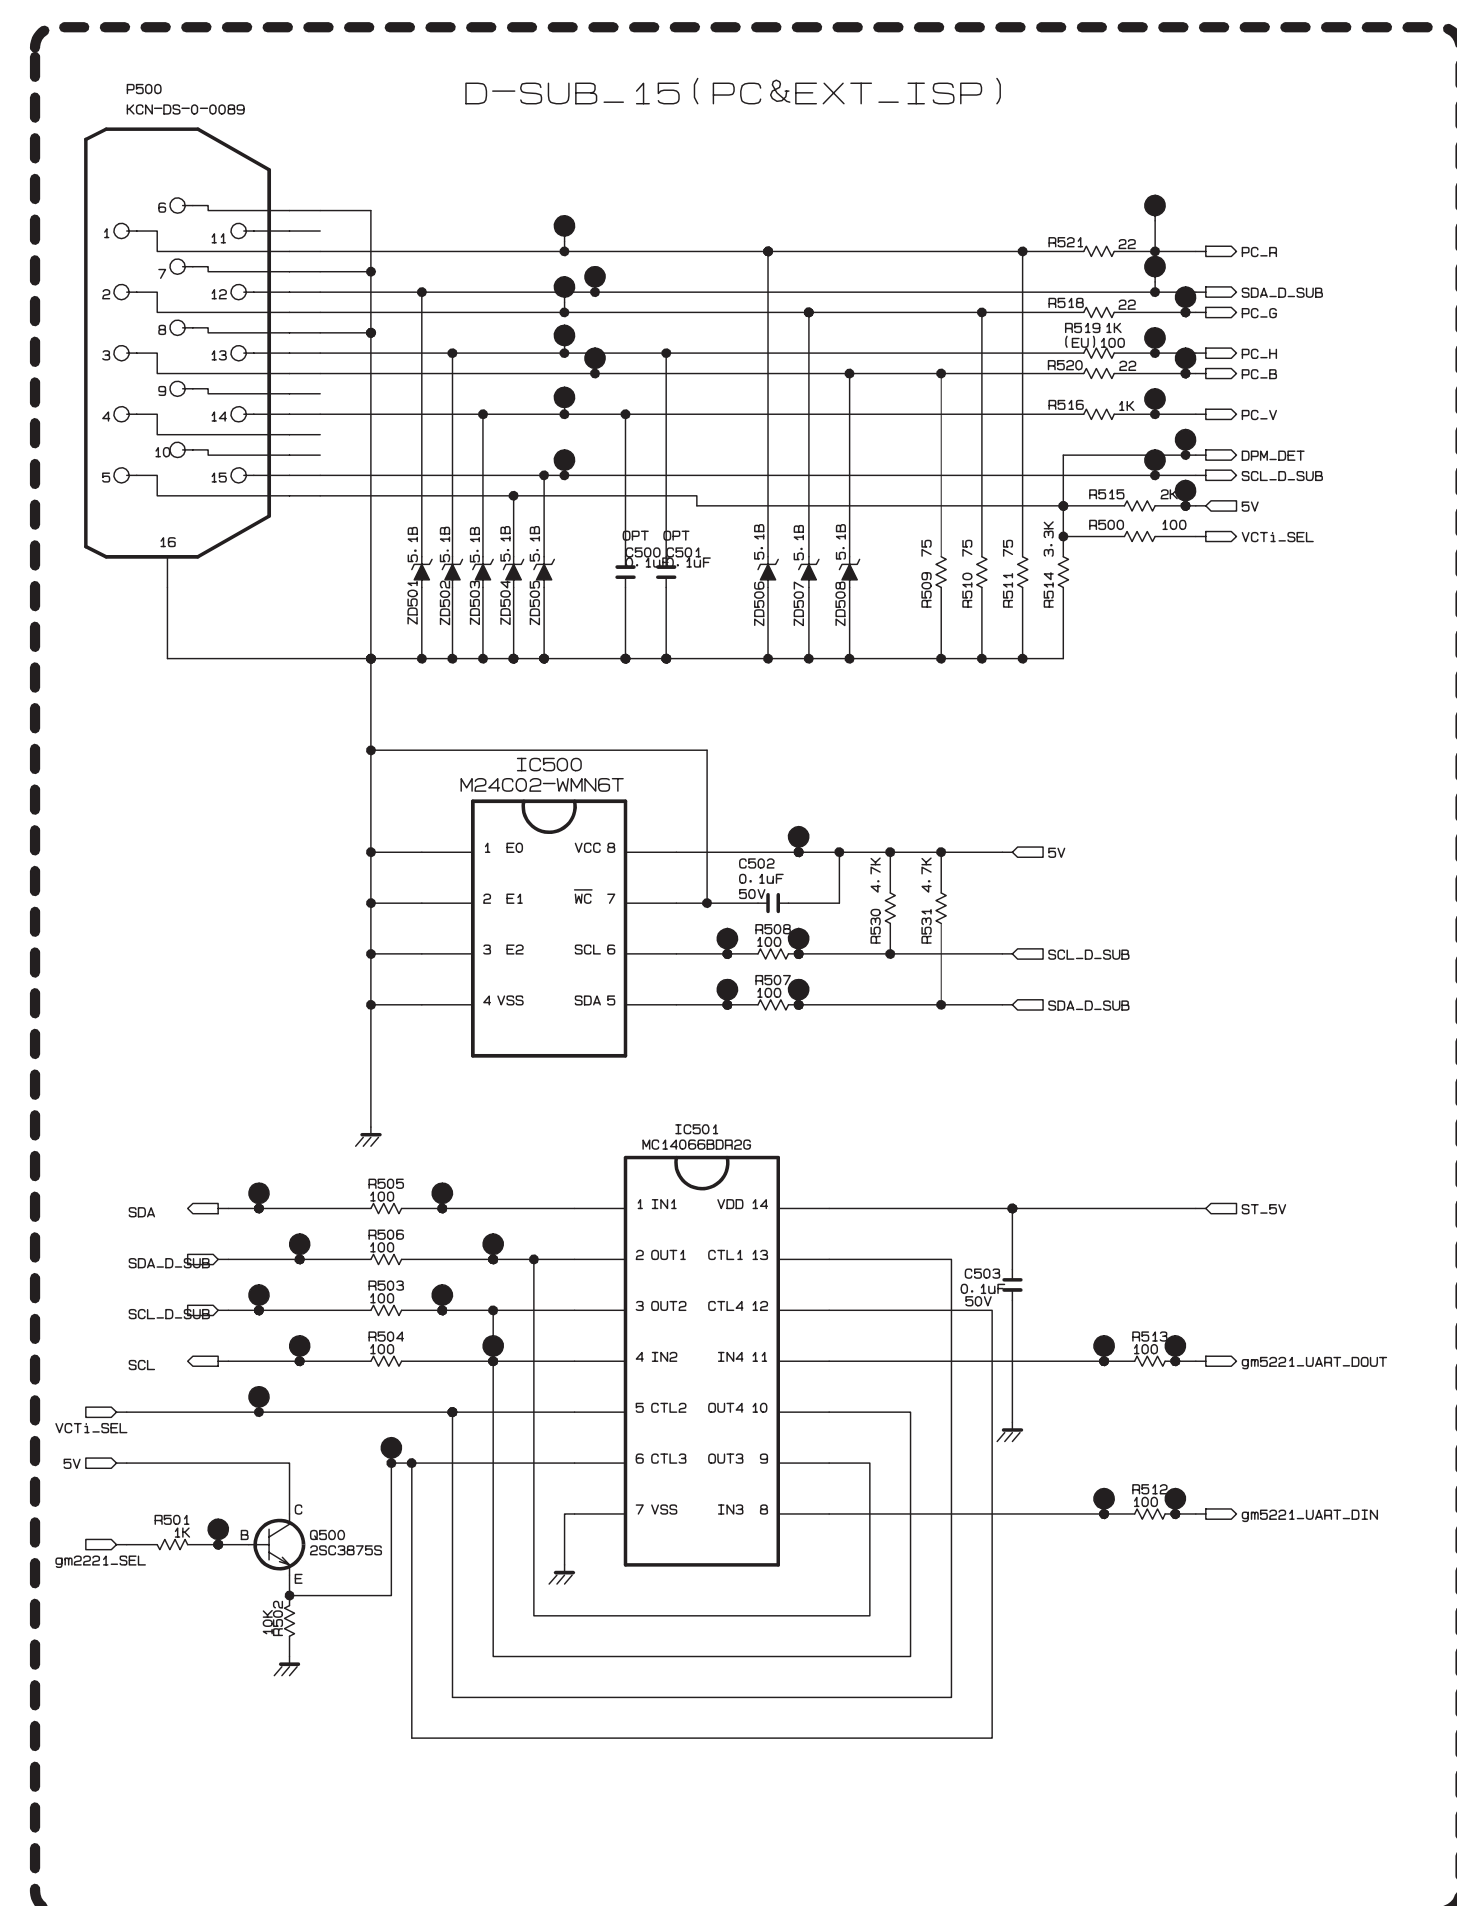 D-SUB_15(PC&EXT_ISP)
P500
KCN-DS-0-0089
6
1
11
7
2
12
8
3
13
9
4
14
10
5
15
16
R521 22
PC_R
SDA_D_SUB
R518 22
PC_G
R519 1K
(EU)100
PC_H
R520 22
PC_B
R516 1K
PC_V
DPM_DET
SCL_D_SUB
R515 2K
5V
R500 100
VCTi_SEL
ZD501 5.1B
ZD502 5.1B
ZD503 5.1B
ZD504 5.1B
ZD505 5.1B
OPT OPT
C500 C501
0.1uF 0.1uF
ZD506 5.1B
ZD507 5.1B
ZD508 5.1B
R509 75
R510 75
R511 75
R514 3.3K
IC500
M24C02-WMN6T
1 E0 VCC 8
2 E1 WC 7
3 E2 SCL 6
4 VSS SDA 5
C502
0.1uF
50V
R530 4.7K
R531 4.7K
5V
R508
100
SCL_D_SUB
R507
100
SDA_D_SUB
IC501
MC14066BDR2G
1 IN1 VDD 14
2 OUT1 CTL1 13
3 OUT2 CTL4 12
4 IN2 IN4 11
5 CTL2 OUT4 10
6 CTL3 OUT3 9
7 VSS IN3 8
SDA
R505
100
SDA_D_SUB
R506
100
SCL_D_SUB
R503
100
SCL
R504
100
VCTi_SEL
5V
R501
1K
gm2221_SEL
B
C
E
Q500
2SC3875S
10K
R502
ST_5V
C503
0.1uF
50V
R513
100
gm5221_UART_DOUT
R512
100
gm5221_UART_DIN